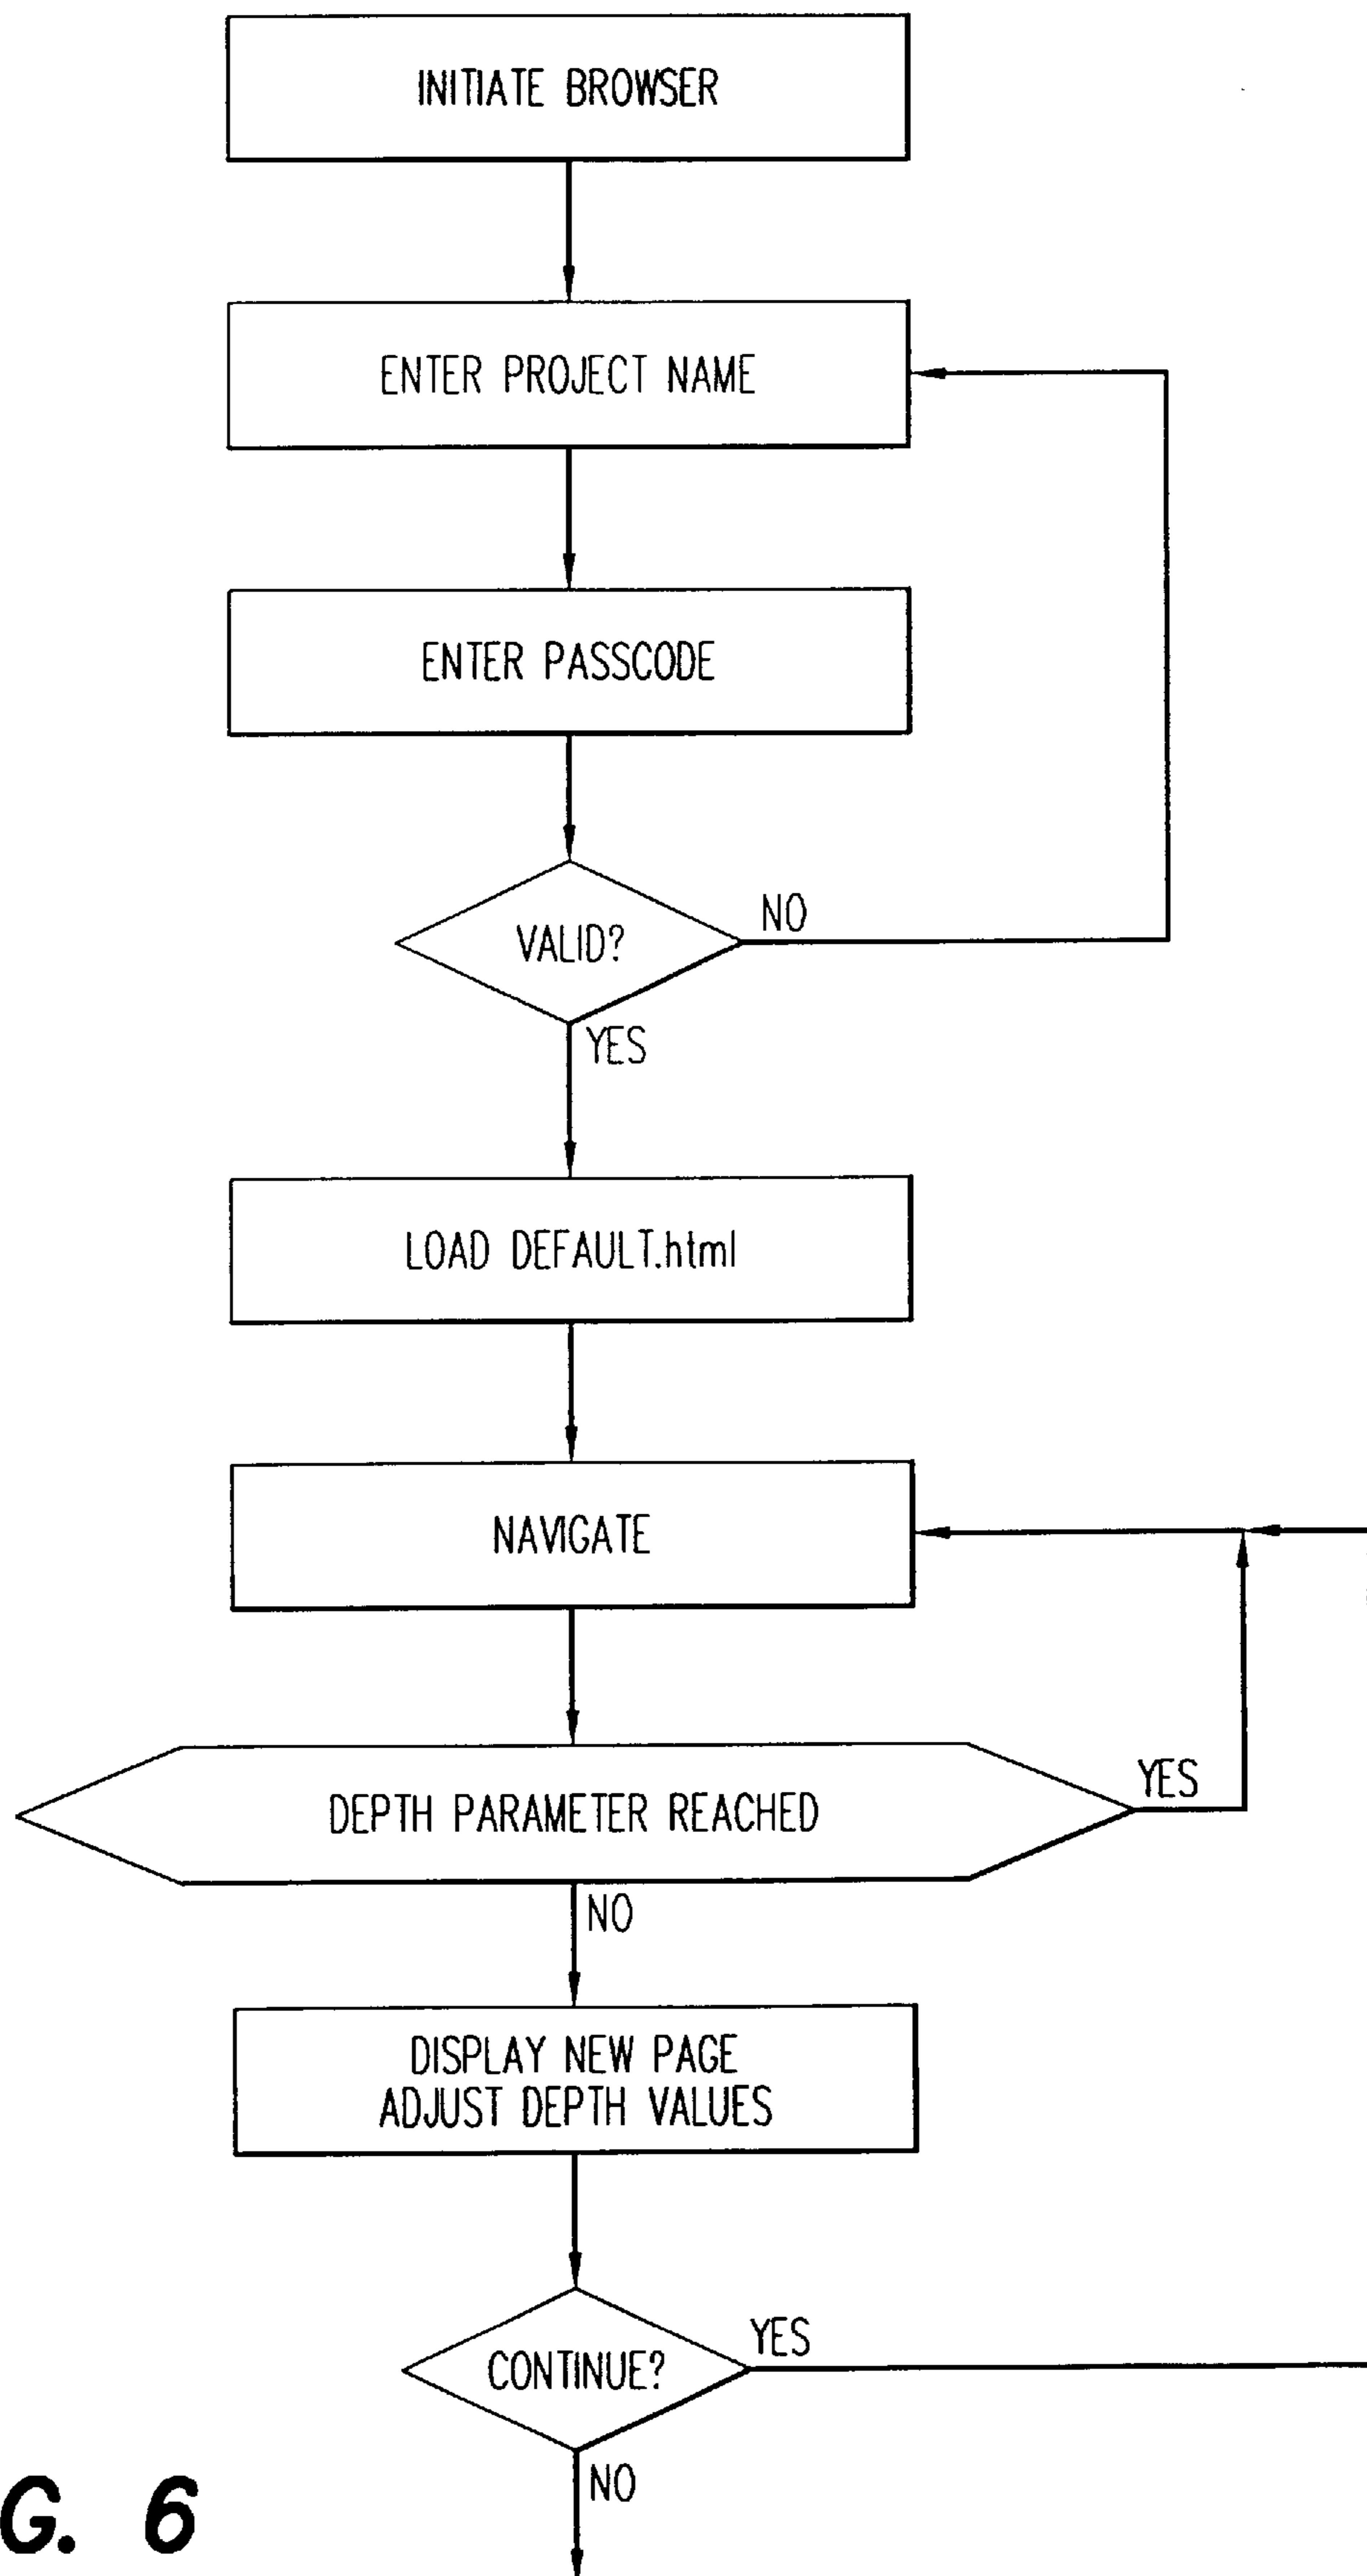 INITIATE BROWSER
ENTER PROJECT NAME
ENTER PASSCODE
VALID?
NO
YES
LOAD DEFAULT.html
NAVIGATE
DEPTH PARAMETER REACHED
YES
NO
DISPLAY NEW PAGE
ADJUST DEPTH VALUES
CONTINUE?
YES
NO
G. 6